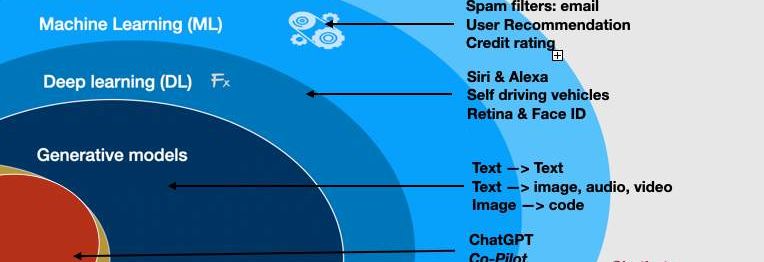 Spam filters: email
Machine Learning (ML)
User Recommendation
Credit rating
Deep learning (DL) Fx
Siri & Alexa
Self driving vehicles
Retina & Face ID
Generative models
Text —> Text
Text —> image, audio, video
Image —> code
ChatGPT
Co-Pilot